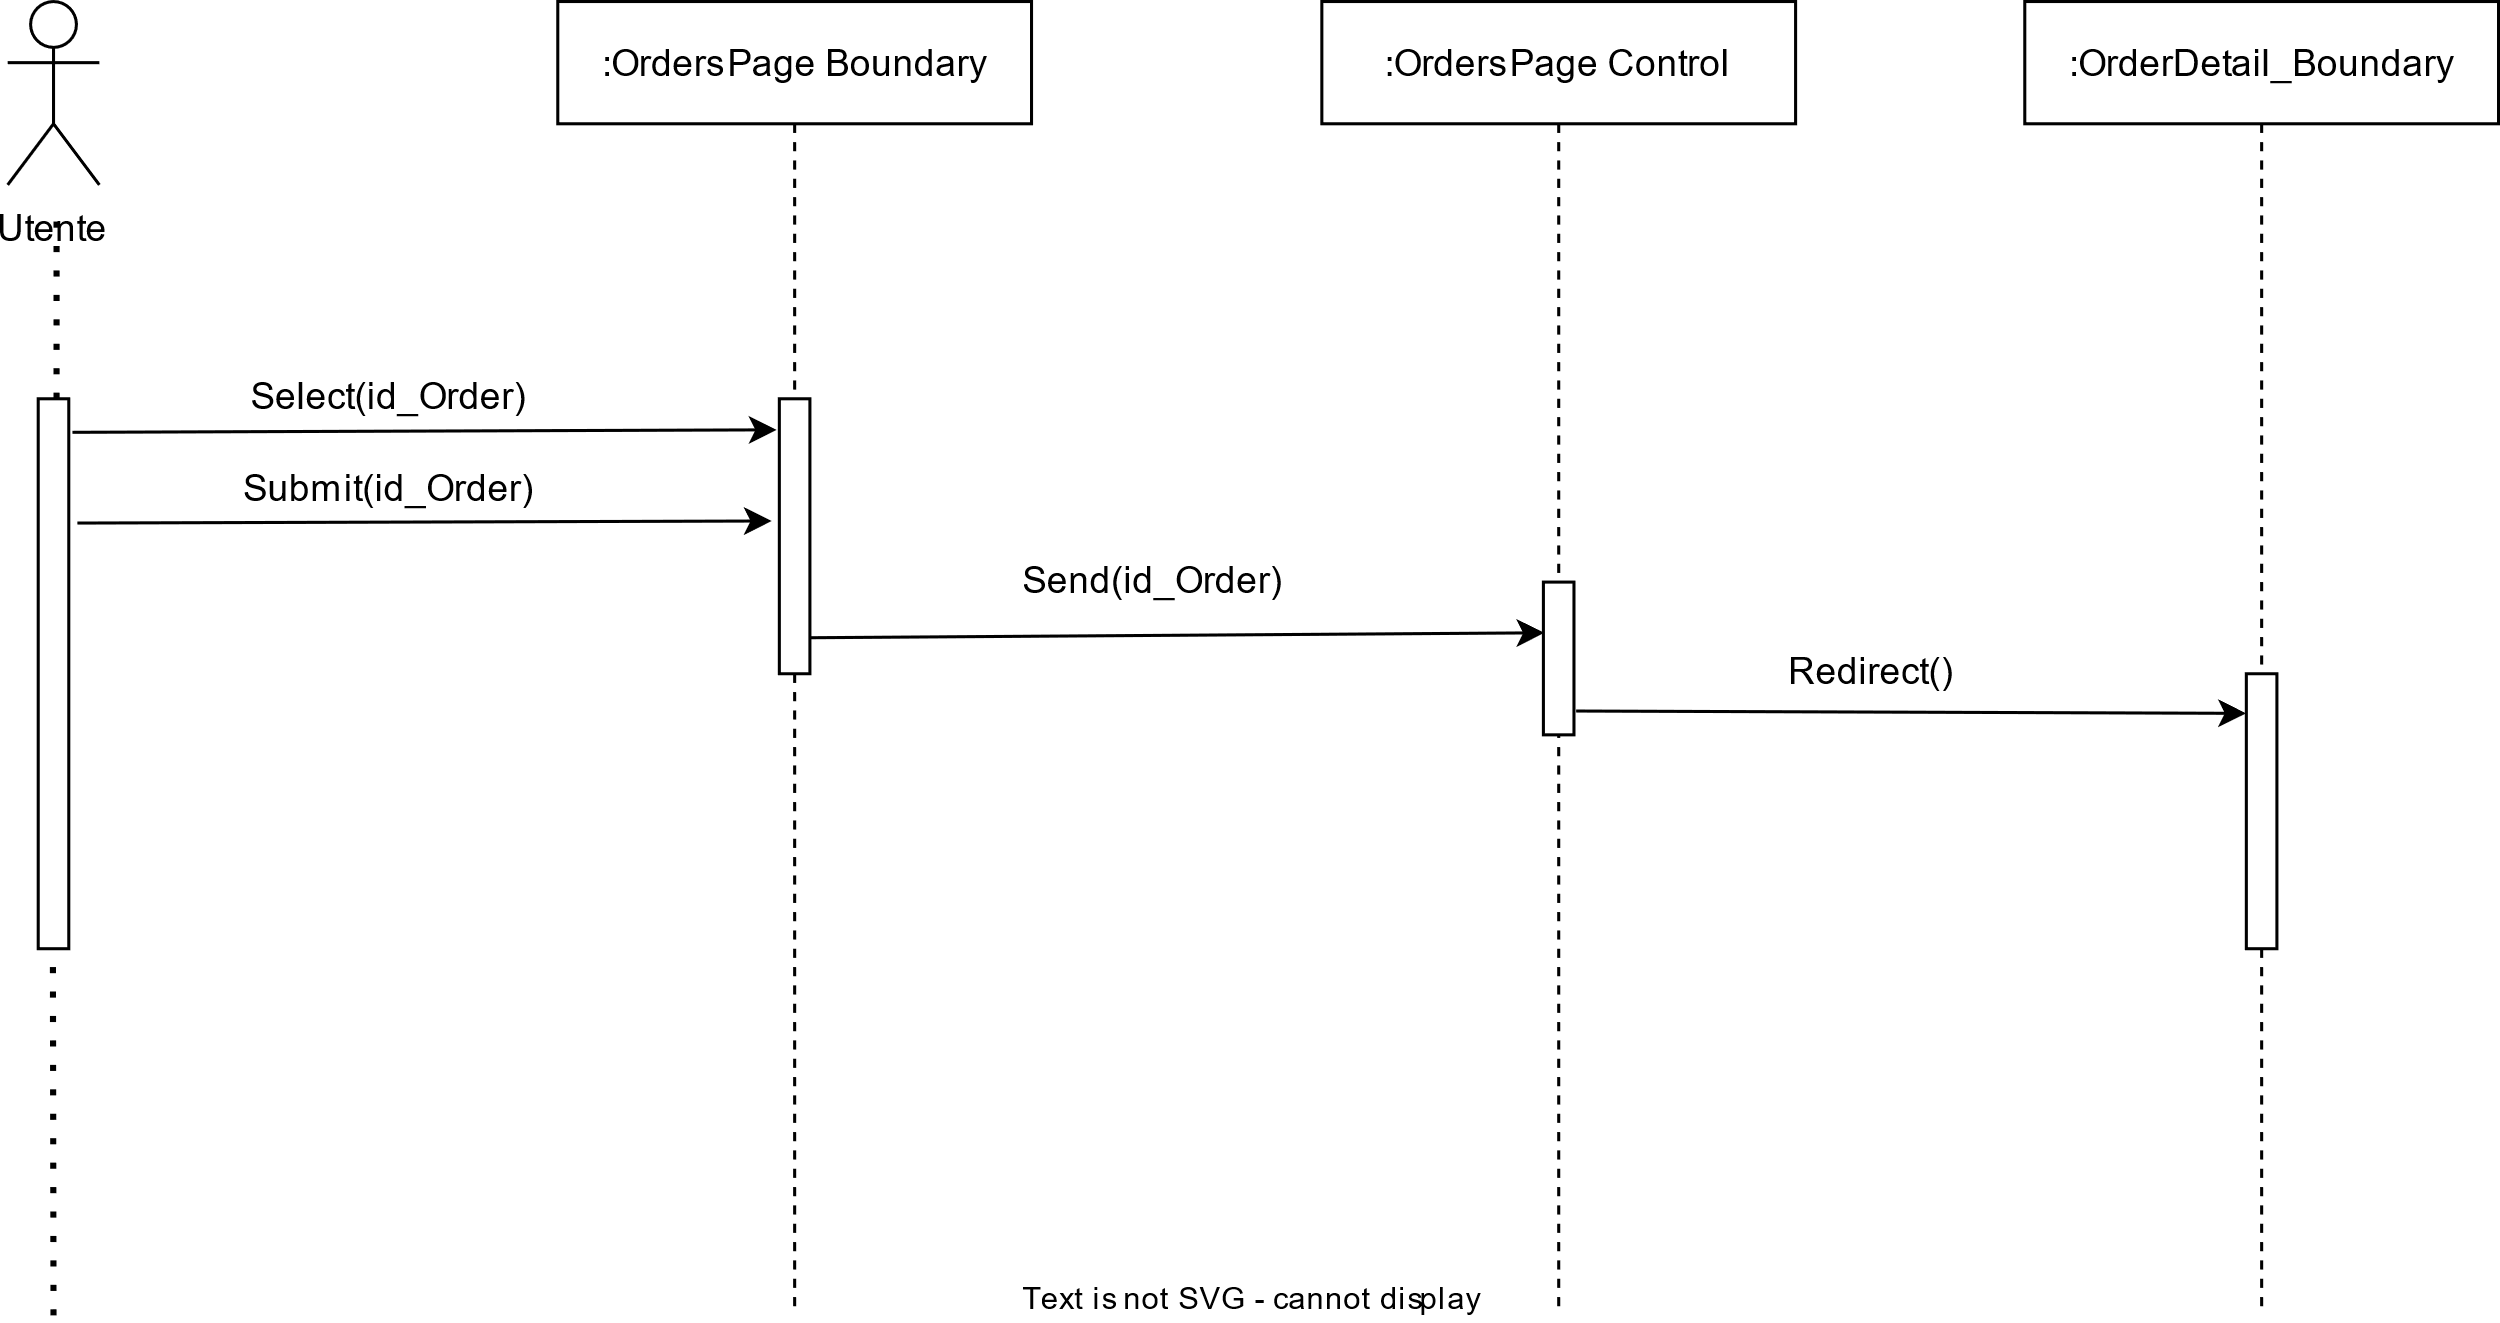 :OrdersPage Boundary
:OrdersPage Control
:OrderDetail_Boundary
Utente
Select(id_Order)
Submit(id_Order)
Send(id_Order)
Redirect()
Text is not SVG - cannot display